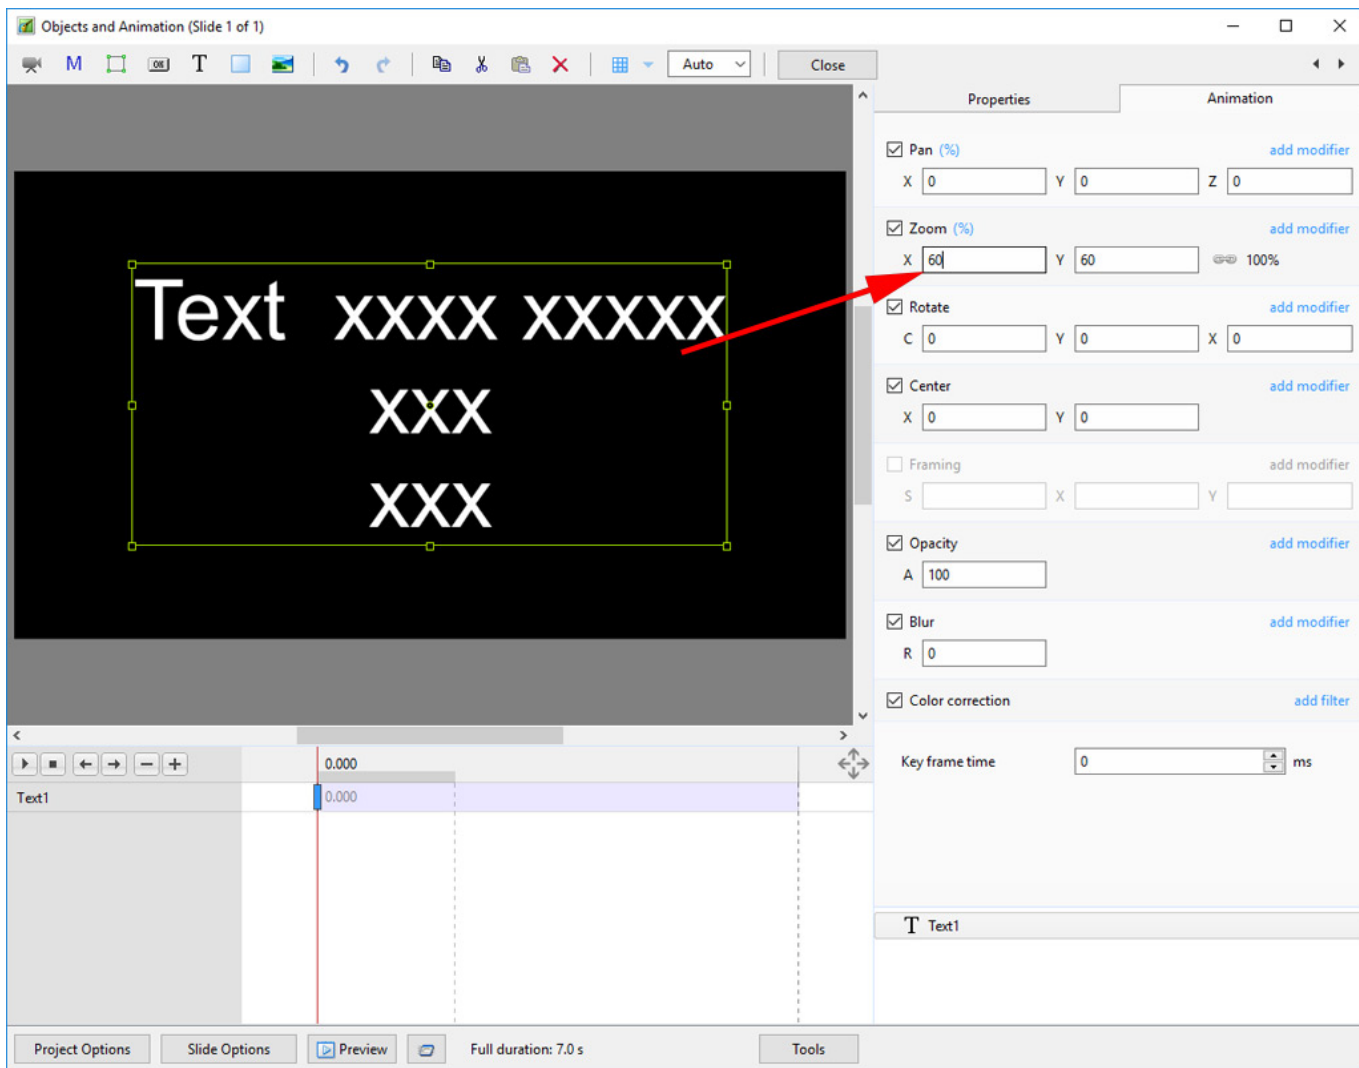 Objects and Animation (Slide 1 of 1)
M OK T Auto Close
Properties Animation
Pan (%) add modifier
X 0 Y 0 Z 0
Zoom (%) add modifier
X 60 Y 60 100%
Rotate add modifier
C 0 Y 0 X 0
Center add modifier
X 0 Y 0
Framing add modifier
S X Y
Opacity add modifier
A 100
Blur add modifier
R 0
Color correction add filter
Key frame time 0 ms
Text xxxx xxxxx
xxx
xxx
0.000
Text1 0.000
T Text1
Project Options Slide Options Preview Full duration: 7.0 s Tools